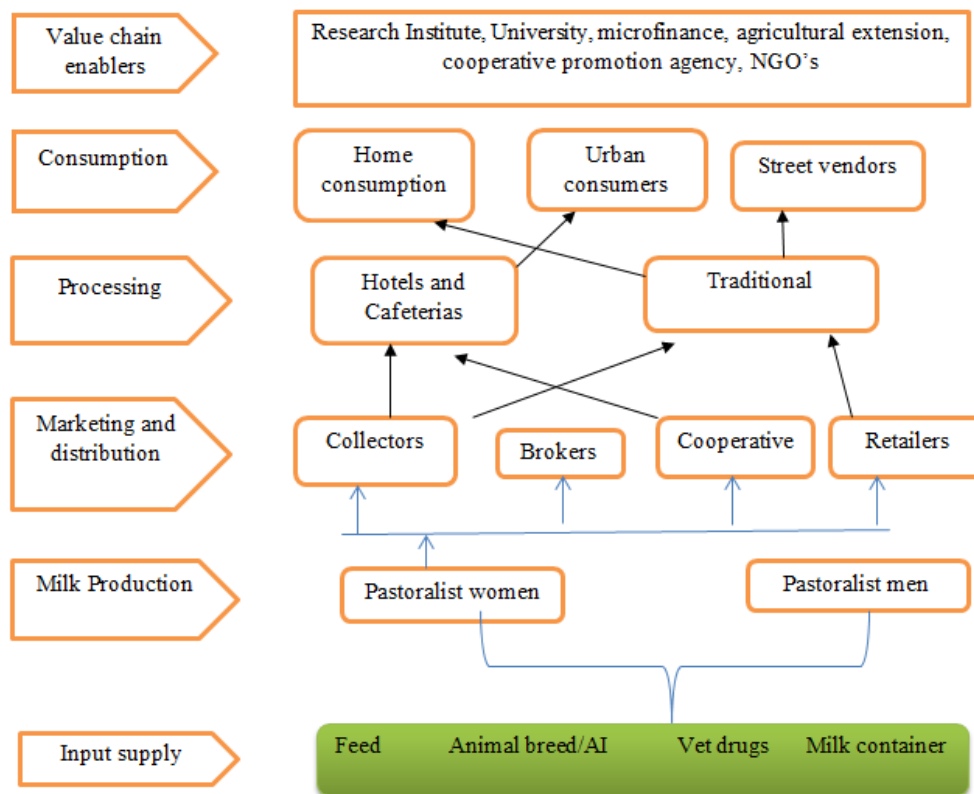 Value chain
enablers
Research Institute, University, microfinance, agricultural extension,
cooperative promotion agency, NGO’s
Consumption
Home
consumption
Urban
consumers
Street vendors
Processing
Hotels and
Cafeterias
Traditional
Marketing and
distribution
Collectors
Brokers
Cooperative
Retailers
Milk Production
Pastoralist women
Pastoralist men
Input supply
Feed
Animal breed/AI
Vet drugs
Milk container